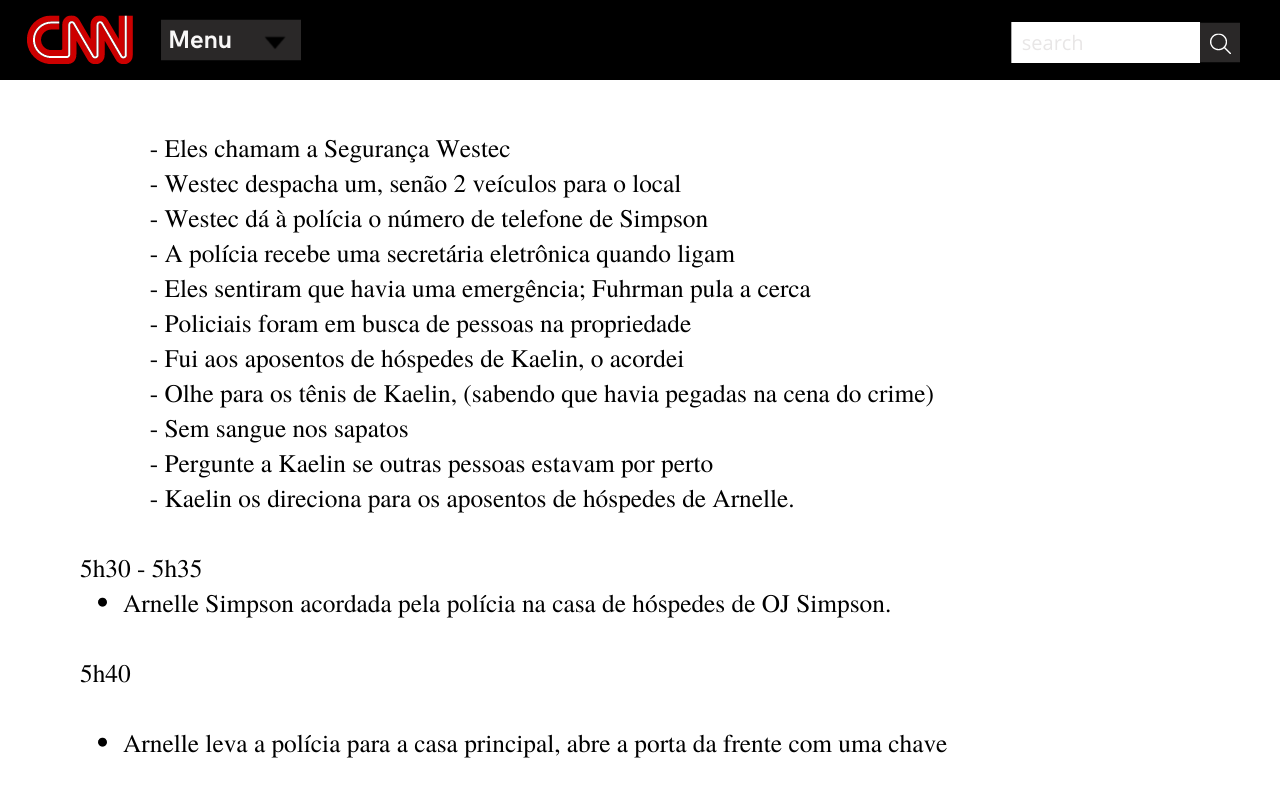 CNN
Menu
search
- Eles chamam a Segurança Westec
- Westec despacha um, senão 2 veículos para o local
- Westec dá à polícia o número de telefone de Simpson
- A polícia recebe uma secretária eletrônica quando ligam
- Eles sentiram que havia uma emergência; Fuhrman pula a cerca
- Policiais foram em busca de pessoas na propriedade
- Fui aos aposentos de hóspedes de Kaelin, o acordei
- Olhe para os tênis de Kaelin, (sabendo que havia pegadas na cena do crime)
- Sem sangue nos sapatos
- Pergunte a Kaelin se outras pessoas estavam por perto
- Kaelin os direciona para os aposentos de hóspedes de Arnelle.
5h30 - 5h35
• Arnelle Simpson acordada pela polícia na casa de hóspedes de OJ Simpson.
5h40
• Arnelle leva a polícia para a casa principal, abre a porta da frente com uma chave